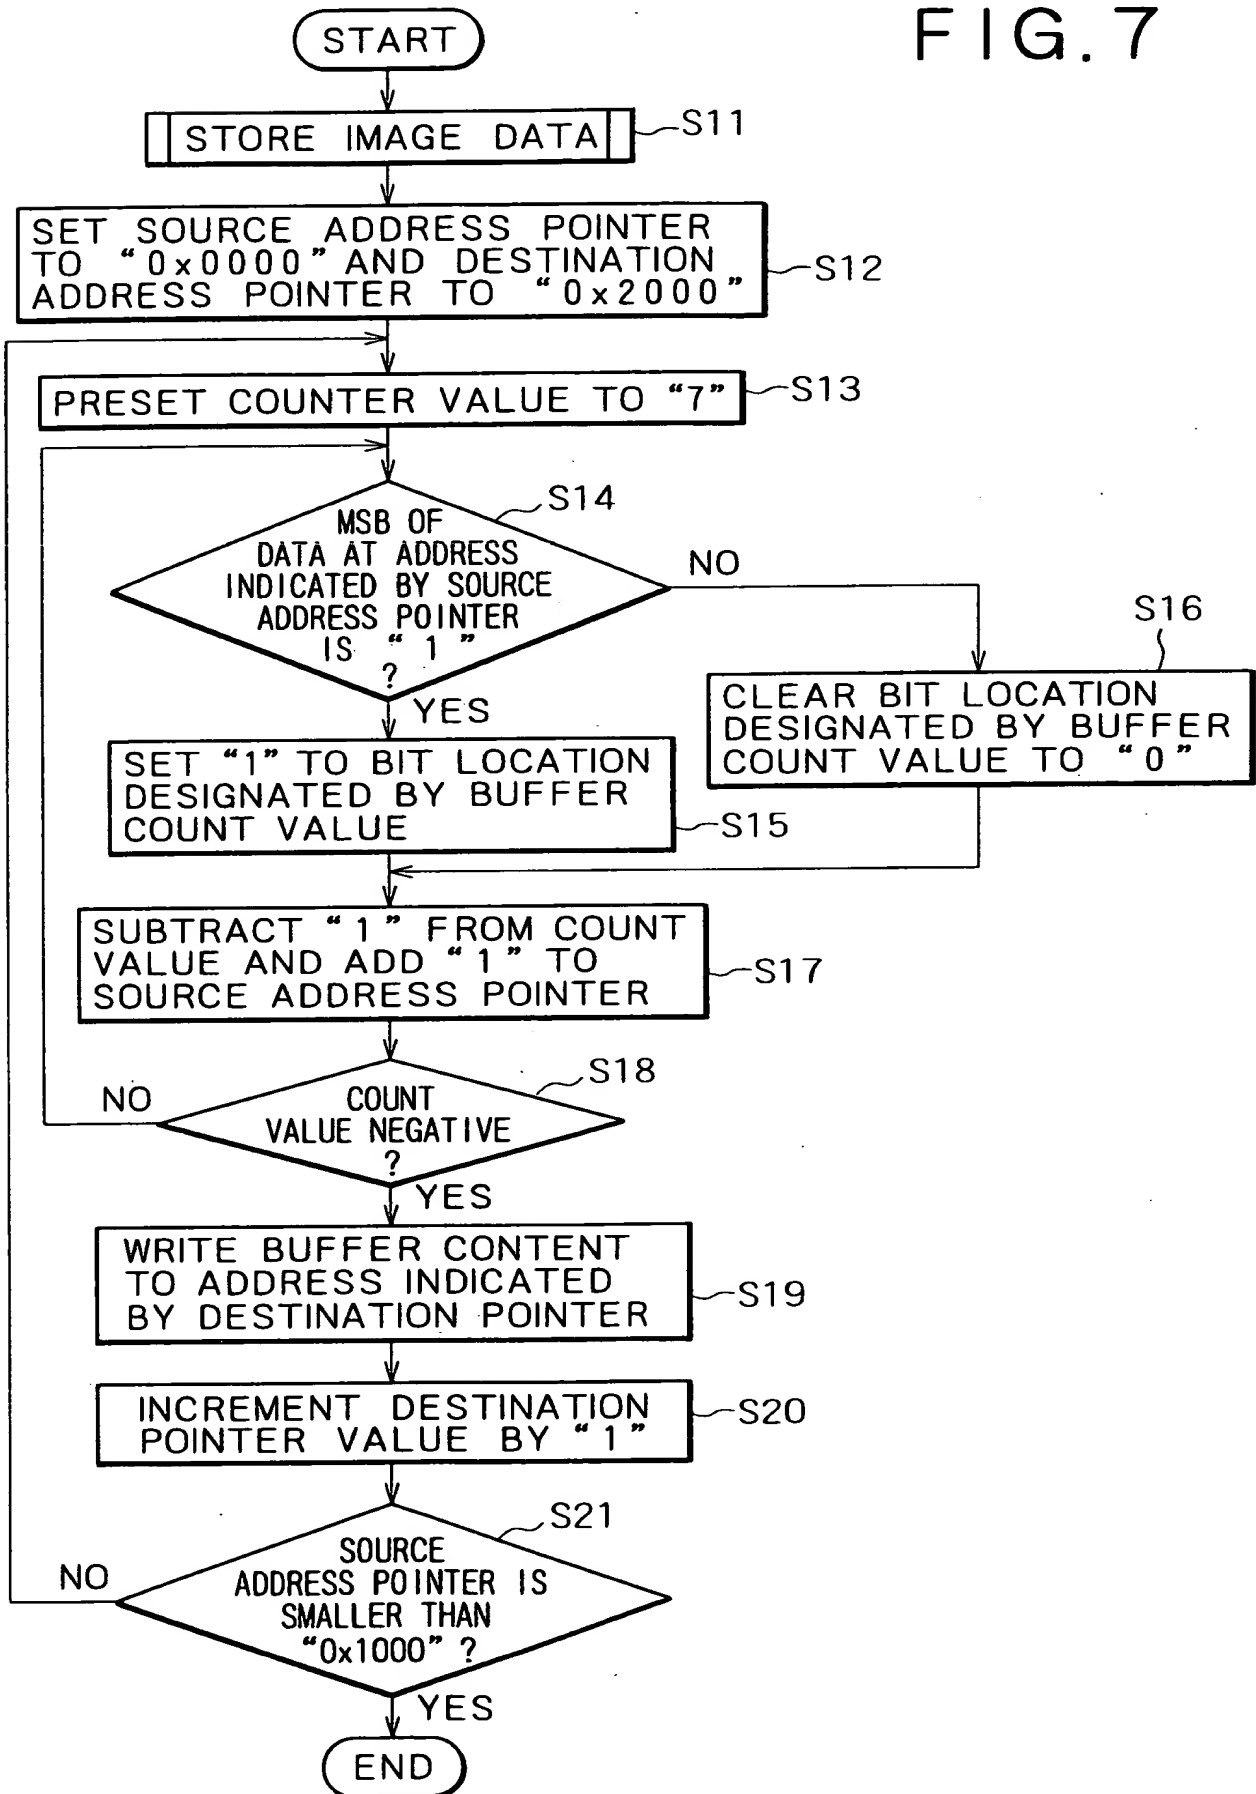 FIG. 7
START
STORE IMAGE DATA
S11
SET SOURCE ADDRESS POINTER
TO "0x0000" AND DESTINATION
ADDRESS POINTER TO "0x2000"
S12
PRESET COUNTER VALUE TO "7"
S13
S14
MSB OF
DATA AT ADDRESS
INDICATED BY SOURCE
ADDRESS POINTER
IS "1"
?
NO
YES
S16
CLEAR BIT LOCATION
DESIGNATED BY BUFFER
COUNT VALUE TO "0"
SET "1" TO BIT LOCATION
DESIGNATED BY BUFFER
COUNT VALUE
S15
SUBTRACT "1" FROM COUNT
VALUE AND ADD "1" TO
SOURCE ADDRESS POINTER
S17
S18
COUNT
VALUE NEGATIVE
?
NO
YES
WRITE BUFFER CONTENT
TO ADDRESS INDICATED
BY DESTINATION POINTER
S19
INCREMENT DESTINATION
POINTER VALUE BY "1"
S20
S21
SOURCE
ADDRESS POINTER IS
SMALLER THAN
"0x1000" ?
NO
YES
END